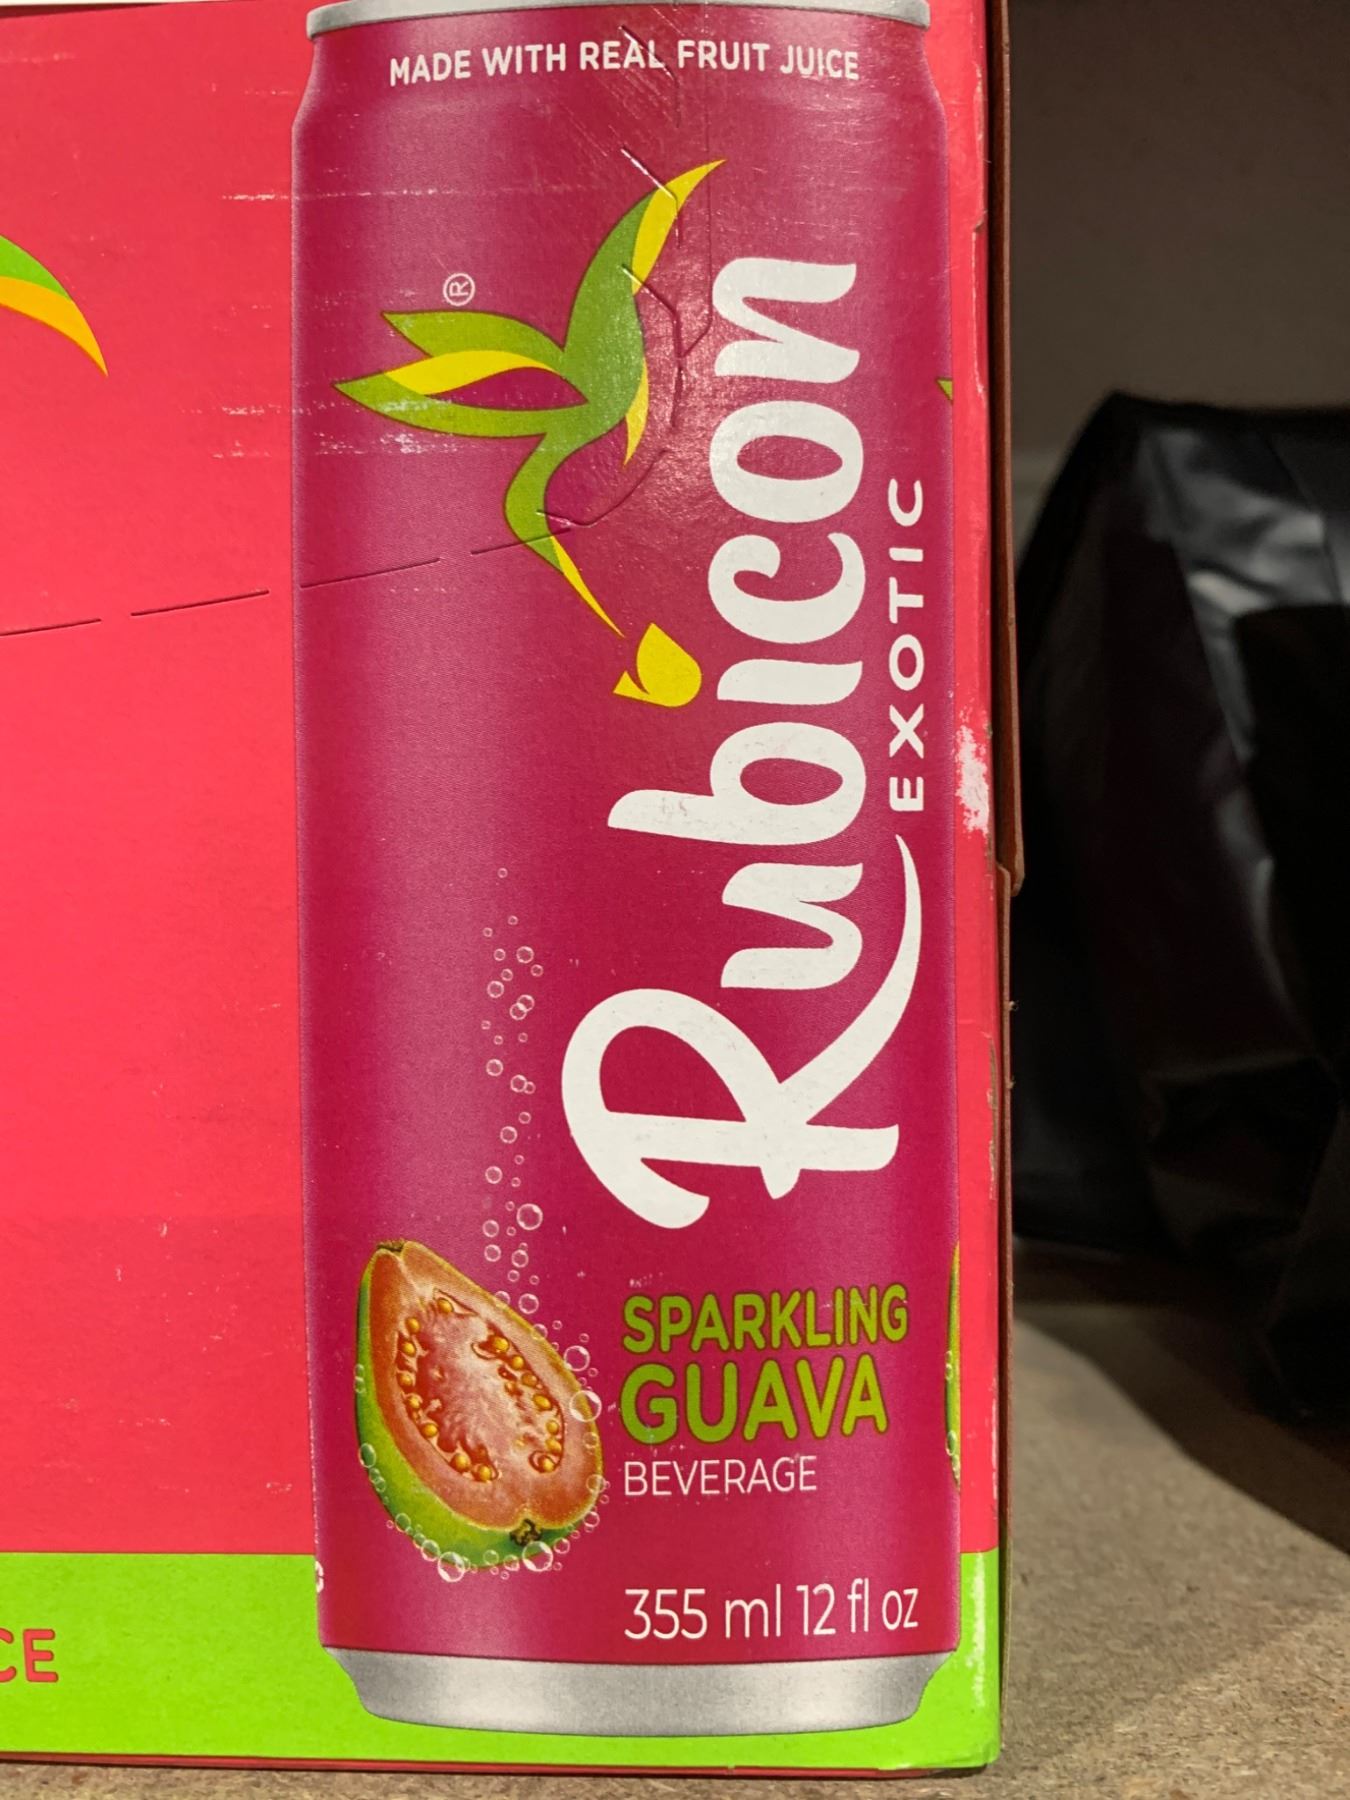 MADE WITH REAL FRUIT JUICE
®
Rubicon
EXOTIC
SPARKLING
GUAVA
BEVERAGE
355 ml 12 fl oz
CE